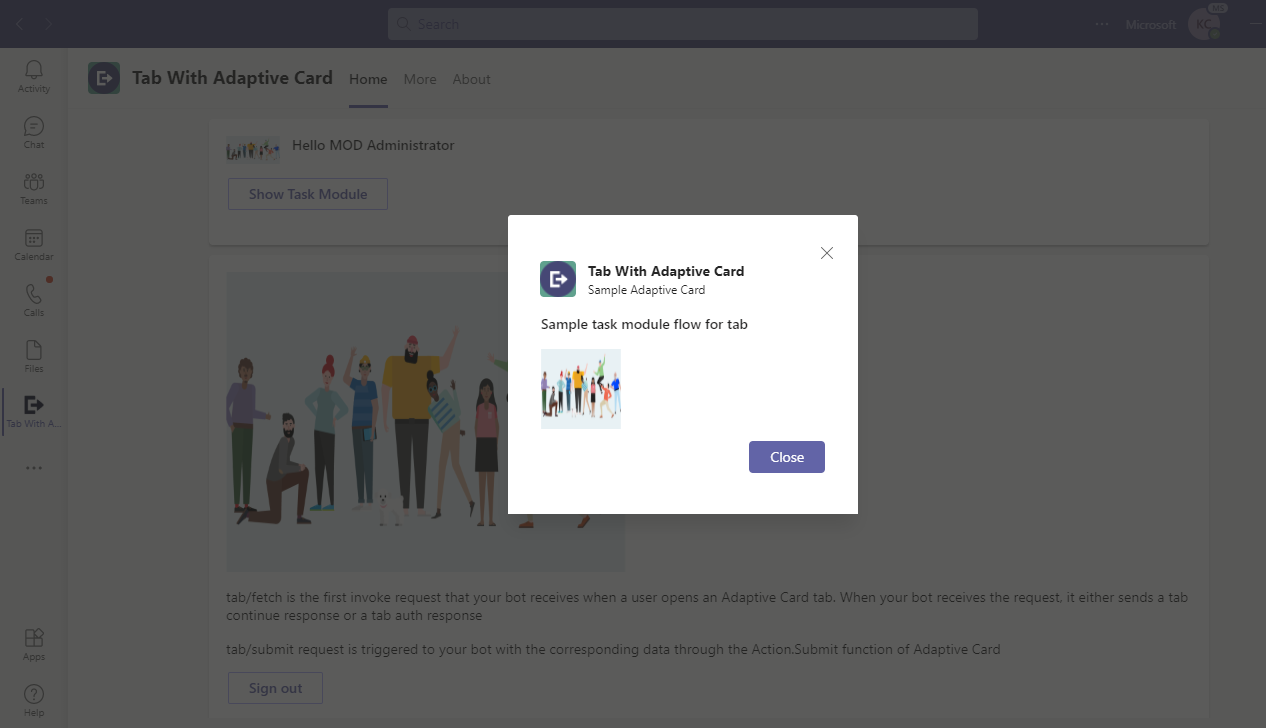 Search
Microsoft
KC
MS
Activity
Chat
Teams
Calendar
Calls
Files
Tab With A...
Apps
Help
Tab With Adaptive Card
Home
More
About
Hello MOD Administrator
Show Task Module
Tab With Adaptive Card
Sample Adaptive Card
Sample task module flow for tab
Close
tab/fetch is the first invoke request that your bot receives when a user opens an Adaptive Card tab. When your bot receives the request, it either sends a tab
continue response or a tab auth response
tab/submit request is triggered to your bot with the corresponding data through the Action.Submit function of Adaptive Card
Sign out